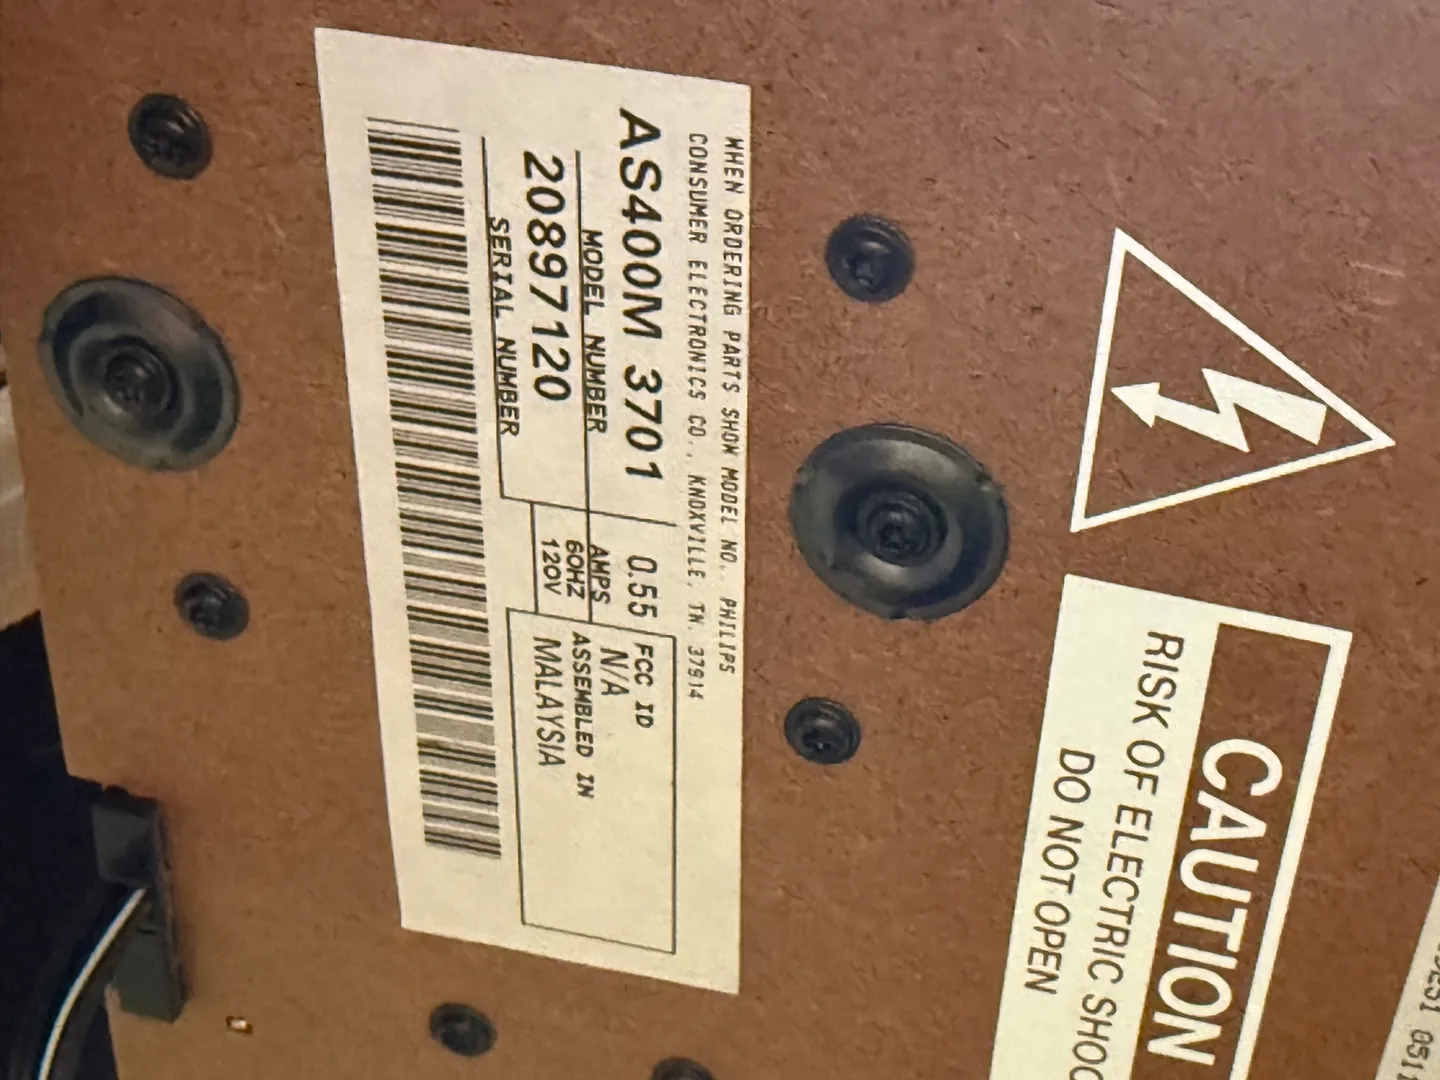 WHEN ORDERING PARTS SHOW MODEL NO., PHILIPS
CONSUMER ELECTRONICS CO., KNOXVILLE, TN. 37914
AS400M 3701
MODEL NUMBER
20897120
SERIAL NUMBER
0.55
AMPS
60HZ
120V
FCC ID
N/A
ASSEMBLED IN
MALAYSIA
CAUTION
RISK OF ELECTRIC SHOC
DO NOT OPEN